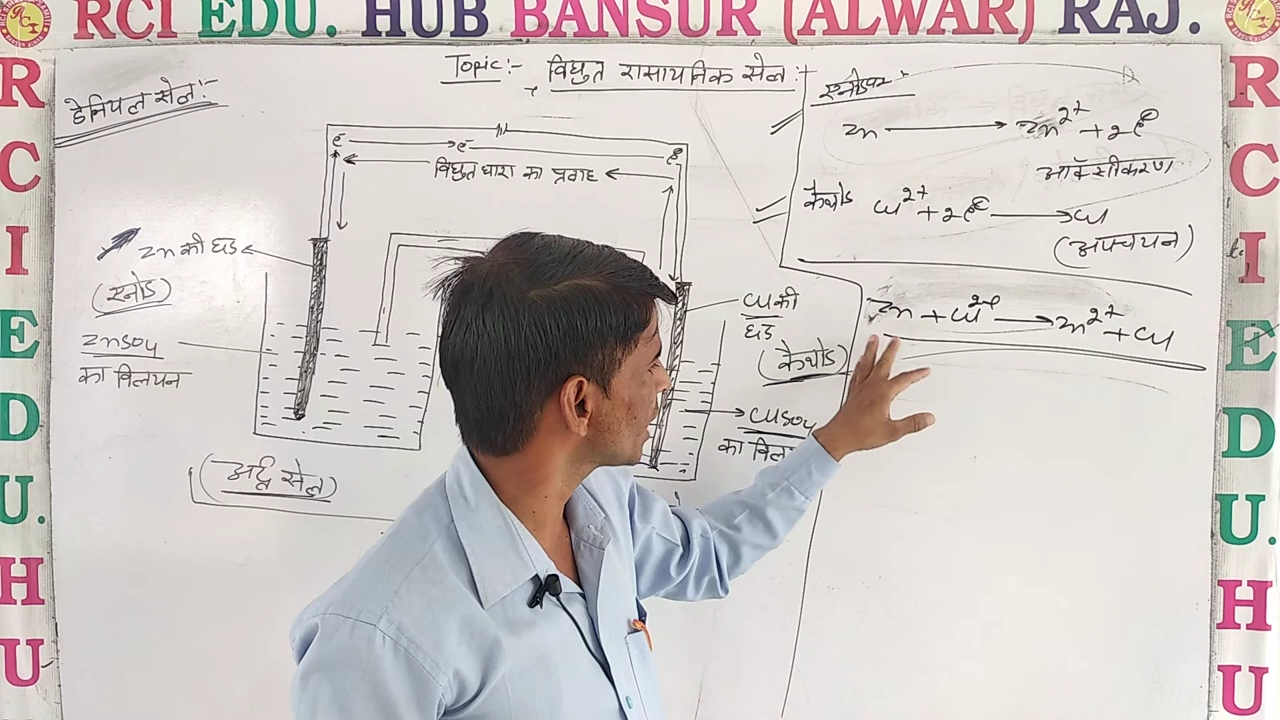 RCI EDU. HUB BANSUR (ALWAR) RAJ.
R
C
I
E
D
U.
H
U
Topic:- विद्युत रासायनिक सेल :-
डेनियल सेल:-
e⁻ e⁻ e⁻
विद्युत धारा का प्रवाह
Zn की छड़
(एनोड)
ZnSO4
का विलयन
(अर्द्ध सेल)
Cu की
छड़
(कैथोड)
CuSO4
का विल
एनोड पर :-
Zn ⟶ Zn²⁺ + 2e⁻
ऑक्सीकरण
कैथोड Cu²⁺ + 2e⁻ ⟶ Cu
(अपचयन)
Zn + Cu²⁺ ⟶ Zn²⁺ + Cu
R
C
I
E
D
U.
H
U